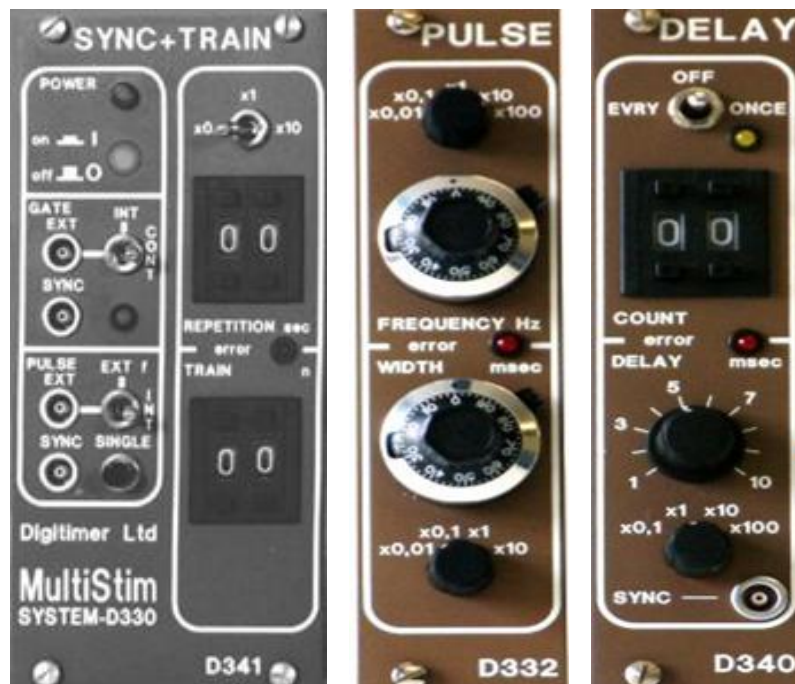 SYNC+TRAIN
POWER
on I
off O
GATE
EXT
INT
CONT
SYNC
PULSE
EXT
EXT f
INT
SYNC
SINGLE
Digitimer Ltd
MultiStim
SYSTEM-D330
x1
x10
0 0
REPETITION sec
error
TRAIN n
0 0
D341
PULSE
x0,01 x0,1 x1 x10 x100
FREQUENCY Hz
error
WIDTH msec
x0,01 x0,1 x1 x10
D332
DELAY
OFF
EVRY ONCE
0 0
COUNT
error
DELAY msec
1 3 5 7 10
x0,1 x1 x10 x100
SYNC
D340